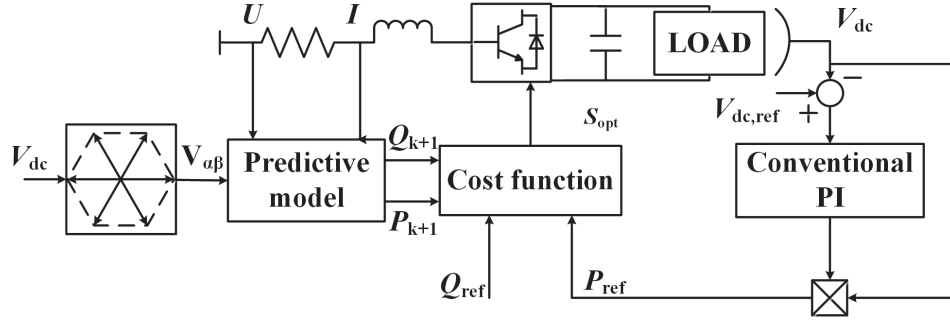 U
I
V_dc
LOAD
V_dc,ref
−
+
S_opt
V_dc
V_αβ
Predictive
model
Q_k+1
P_k+1
Cost function
Conventional
PI
Q_ref
P_ref